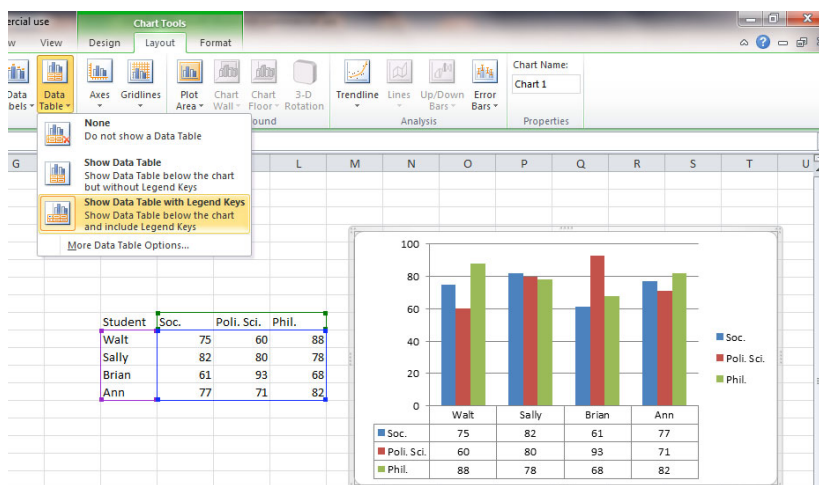 ercial use
Chart Tools
w View Design Layout Format
Data Data Axes Gridlines Plot Chart Chart 3-D Trendline Lines Up/Down Error
bels Table Area Wall Floor Rotation Bars Bars
Chart Name:
Chart 1
ound Analysis Properties
None
Do not show a Data Table
Show Data Table
Show Data Table below the chart
but without Legend Keys
Show Data Table with Legend Keys
Show Data Table below the chart
and include Legend Keys
More Data Table Options...
G L M N O P Q R S T U
Student Soc. Poli. Sci. Phil.
Walt 75 60 88
Sally 82 80 78
Brian 61 93 68
Ann 77 71 82
100
80
60
40
20
0
Soc.
Poli. Sci.
Phil.
Walt Sally Brian Ann
Soc. 75 82 61 77
Poli. Sci. 60 80 93 71
Phil. 88 78 68 82